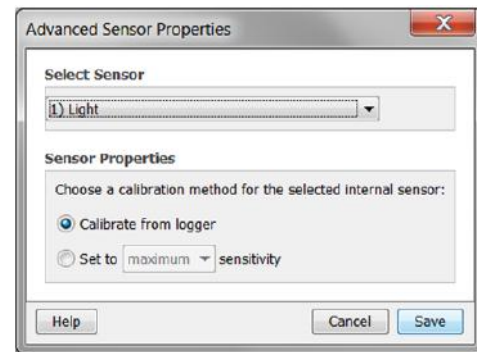 Advanced Sensor Properties
Select Sensor
1) Light
Sensor Properties
Choose a calibration method for the selected internal sensor:
Calibrate from logger
Set to maximum sensitivity
Help Cancel Save